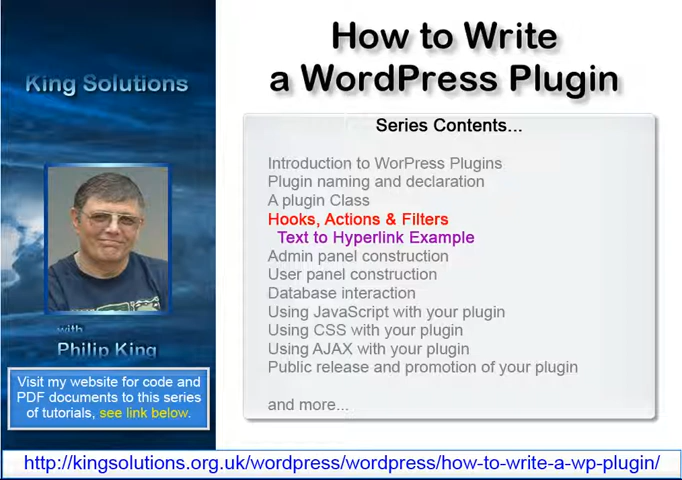 How to Write
a WordPress Plugin
King Solutions
Series Contents...
Introduction to WorPress Plugins
Plugin naming and declaration
A plugin Class
Hooks, Actions & Filters
Text to Hyperlink Example
Admin panel construction
User panel construction
Database interaction
Using JavaScript with your plugin
Using CSS with your plugin
Using AJAX with your plugin
Public release and promotion of your plugin
and more...
with
Philip King
Visit my website for code and
PDF documents to this series
of tutorials, see link below.
http://kingsolutions.org.uk/wordpress/wordpress/how-to-write-a-wp-plugin/